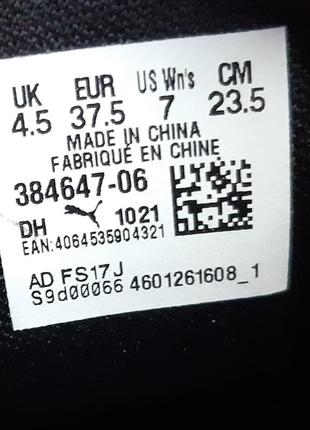 UK EUR US Wn's CM
4.5 37.5 7 23.5
MADE IN CHINA
FABRIQUÉ EN CHINE
384647-06
DH 1021
EAN:4064535904321
AD FS17J
S9d00066 4601261608_1